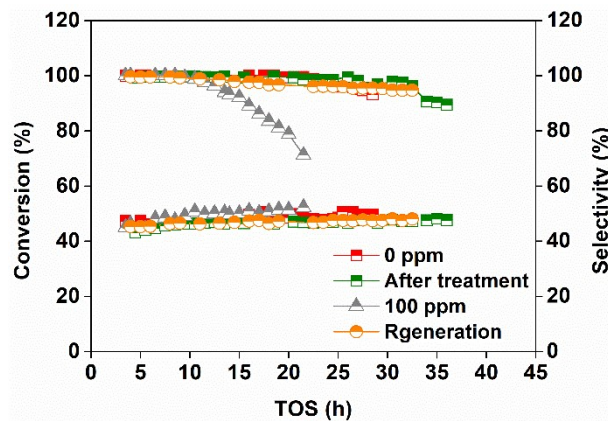 120
100
80
60
40
20
0
Conversion (%)
120
100
80
60
40
20
0
Selectivity (%)
0 ppm
After treatment
100 ppm
Rgeneration
0 5 10 15 20 25 30 35 40 45
TOS (h)